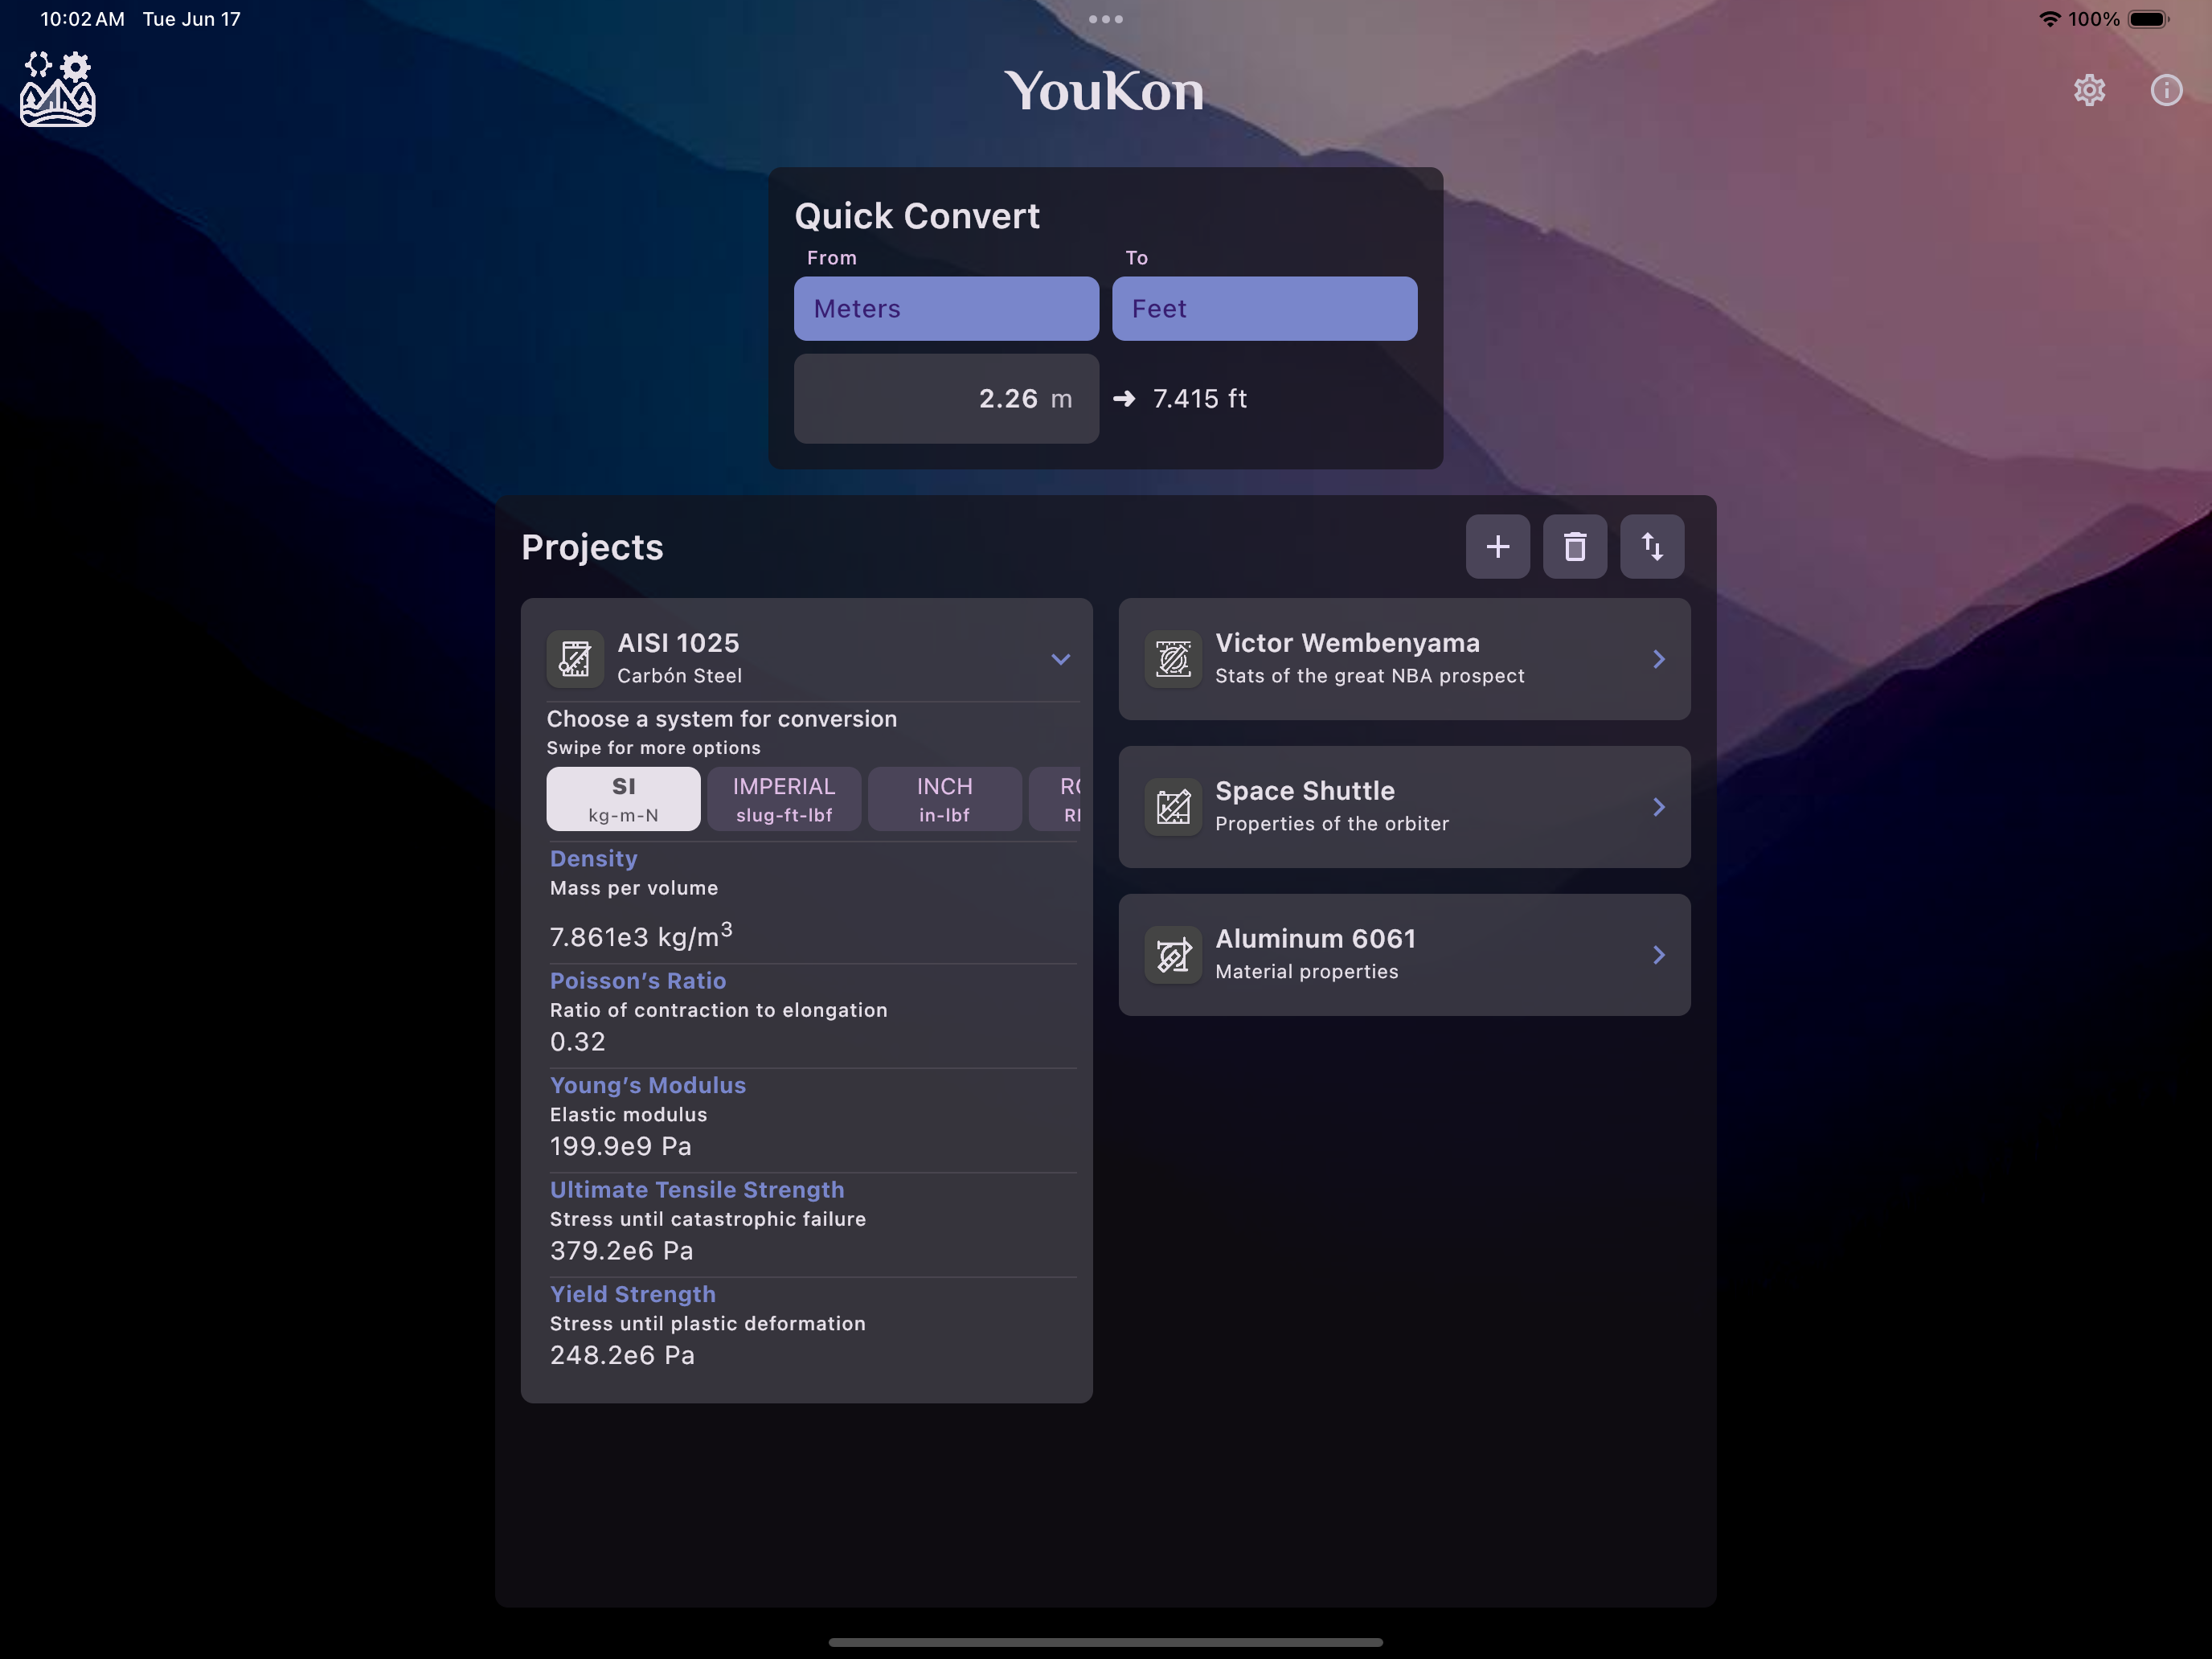 10:02 AM Tue Jun 17
100%
YouKon
Quick Convert
From
To
Meters
Feet
2.26 m
7.415 ft
Projects
AISI 1025
Carbón Steel
Choose a system for conversion
Swipe for more options
SI
kg-m-N
IMPERIAL
slug-ft-lbf
INCH
in-lbf
Density
Mass per volume
7.861e3 kg/m³
Poisson’s Ratio
Ratio of contraction to elongation
0.32
Young’s Modulus
Elastic modulus
199.9e9 Pa
Ultimate Tensile Strength
Stress until catastrophic failure
379.2e6 Pa
Yield Strength
Stress until plastic deformation
248.2e6 Pa
Victor Wembenyama
Stats of the great NBA prospect
Space Shuttle
Properties of the orbiter
Aluminum 6061
Material properties